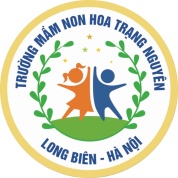 TRƯỜNG MẦM NON HOA TRẠNG NGUYÊN
LONG BIÊN - HÀ NỘI